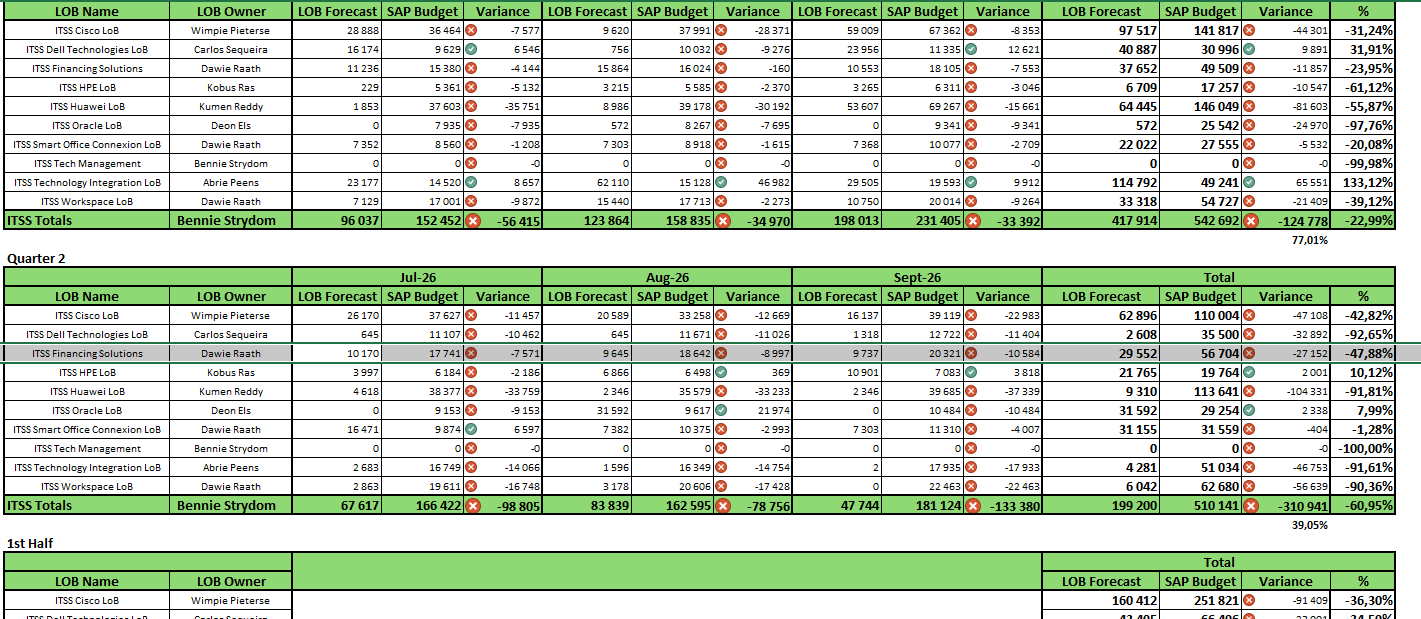 LOB Name LOB Owner LOB Forecast SAP Budget Variance LOB Forecast SAP Budget Variance LOB Forecast SAP Budget Variance LOB Forecast SAP Budget Variance %
ITSS Cisco LoB Wimpie Pieterse 28 888 36 464 -7 577 9 620 37 991 -28 371 59 009 67 362 -8 353 97 517 141 817 -44 301 -31,24%
ITSS Dell Technologies LoB Carlos Sequeira 16 174 9 629 6 546 756 10 032 -9 276 23 956 11 335 12 621 40 887 30 996 9 891 31,91%
ITSS Financing Solutions Dawie Raath 11 236 15 380 -4 144 15 864 16 024 -160 10 553 18 105 -7 553 37 652 49 509 -11 857 -23,95%
ITSS HPE LoB Kobus Ras 229 5 361 -5 132 3 215 5 585 -2 370 3 265 6 311 -3 046 6 709 17 257 -10 547 -61,12%
ITSS Huawei LoB Kumen Reddy 1 853 37 603 -35 751 8 986 39 178 -30 192 53 607 69 267 -15 661 64 445 146 049 -81 603 -55,87%
ITSS Oracle LoB Deon Els 0 7 935 -7 935 572 8 267 -7 695 0 9 341 -9 341 572 25 542 -24 970 -97,76%
ITSS Smart Office Connexion LoB Dawie Raath 7 352 8 560 -1 208 7 303 8 918 -1 615 7 368 10 077 -2 709 22 022 27 555 -5 532 -20,08%
ITSS Tech Management Bennie Strydom 0 0 -0 0 0 -0 0 0 -0 0 0 -0 -99,98%
ITSS Technology Integration LoB Abrie Peens 23 177 14 520 8 657 62 110 15 128 46 982 29 505 19 593 9 912 114 792 49 241 65 551 133,12%
ITSS Workspace LoB Dawie Raath 7 129 17 001 -9 872 15 440 17 713 -2 273 10 750 20 014 -9 264 33 318 54 727 -21 409 -39,12%
ITSS Totals Bennie Strydom 96 037 152 452 -56 415 123 864 158 835 -34 970 198 013 231 405 -33 392 417 914 542 692 -124 778 -22,99%
77,01%
Quarter 2
Jul-26 Aug-26 Sept-26 Total
LOB Name LOB Owner LOB Forecast SAP Budget Variance LOB Forecast SAP Budget Variance LOB Forecast SAP Budget Variance LOB Forecast SAP Budget Variance %
ITSS Cisco LoB Wimpie Pieterse 26 170 37 627 -11 457 20 589 33 258 -12 669 16 137 39 119 -22 983 62 896 110 004 -47 108 -42,82%
ITSS Dell Technologies LoB Carlos Sequeira 645 11 107 -10 462 645 11 671 -11 026 1 318 12 722 -11 404 2 608 35 500 -32 892 -92,65%
ITSS Financing Solutions Dawie Raath 10 170 17 741 -7 571 9 645 18 642 -8 997 9 737 20 321 -10 584 29 552 56 704 -27 152 -47,88%
ITSS HPE LoB Kobus Ras 3 997 6 184 -2 186 6 866 6 498 369 10 901 7 083 3 818 21 765 19 764 2 001 10,12%
ITSS Huawei LoB Kumen Reddy 4 618 38 377 -33 759 2 346 35 579 -33 233 2 346 39 685 -37 339 9 310 113 641 -104 331 -91,81%
ITSS Oracle LoB Deon Els 0 9 153 -9 153 31 592 9 617 21 974 0 10 484 -10 484 31 592 29 254 2 338 7,99%
ITSS Smart Office Connexion LoB Dawie Raath 16 471 9 874 6 597 7 382 10 375 -2 993 7 303 11 310 -4 007 31 155 31 559 -404 -1,28%
ITSS Tech Management Bennie Strydom 0 0 -0 0 0 -0 0 0 -0 0 0 -0 -100,00%
ITSS Technology Integration LoB Abrie Peens 2 683 16 749 -14 066 1 596 16 349 -14 754 2 17 935 -17 933 4 281 51 034 -46 753 -91,61%
ITSS Workspace LoB Dawie Raath 2 863 19 611 -16 748 3 178 20 606 -17 428 0 22 463 -22 463 6 042 62 680 -56 639 -90,36%
ITSS Totals Bennie Strydom 67 617 166 422 -98 805 83 839 162 595 -78 756 47 744 181 124 -133 380 199 200 510 141 -310 941 -60,95%
39,05%
1st Half
Total
LOB Name LOB Owner LOB Forecast SAP Budget Variance %
ITSS Cisco LoB Wimpie Pieterse 160 412 251 821 -91 409 -36,30%